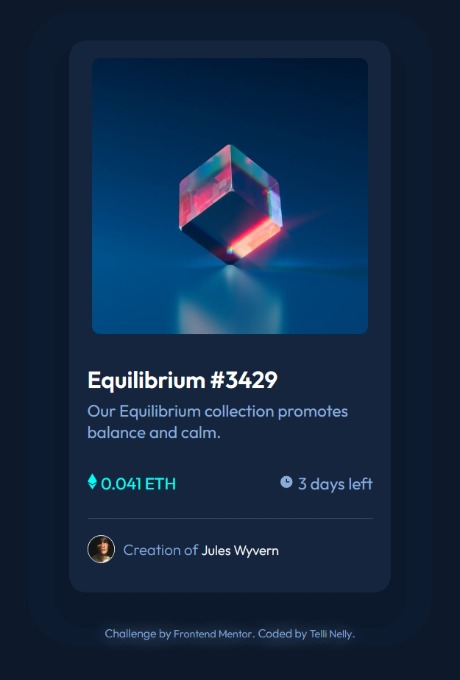 Equilibrium #3429
Our Equilibrium collection promotes
balance and calm.
0.041 ETH 3 days left
Creation of Jules Wyvern
Challenge by Frontend Mentor. Coded by Telli Nelly.